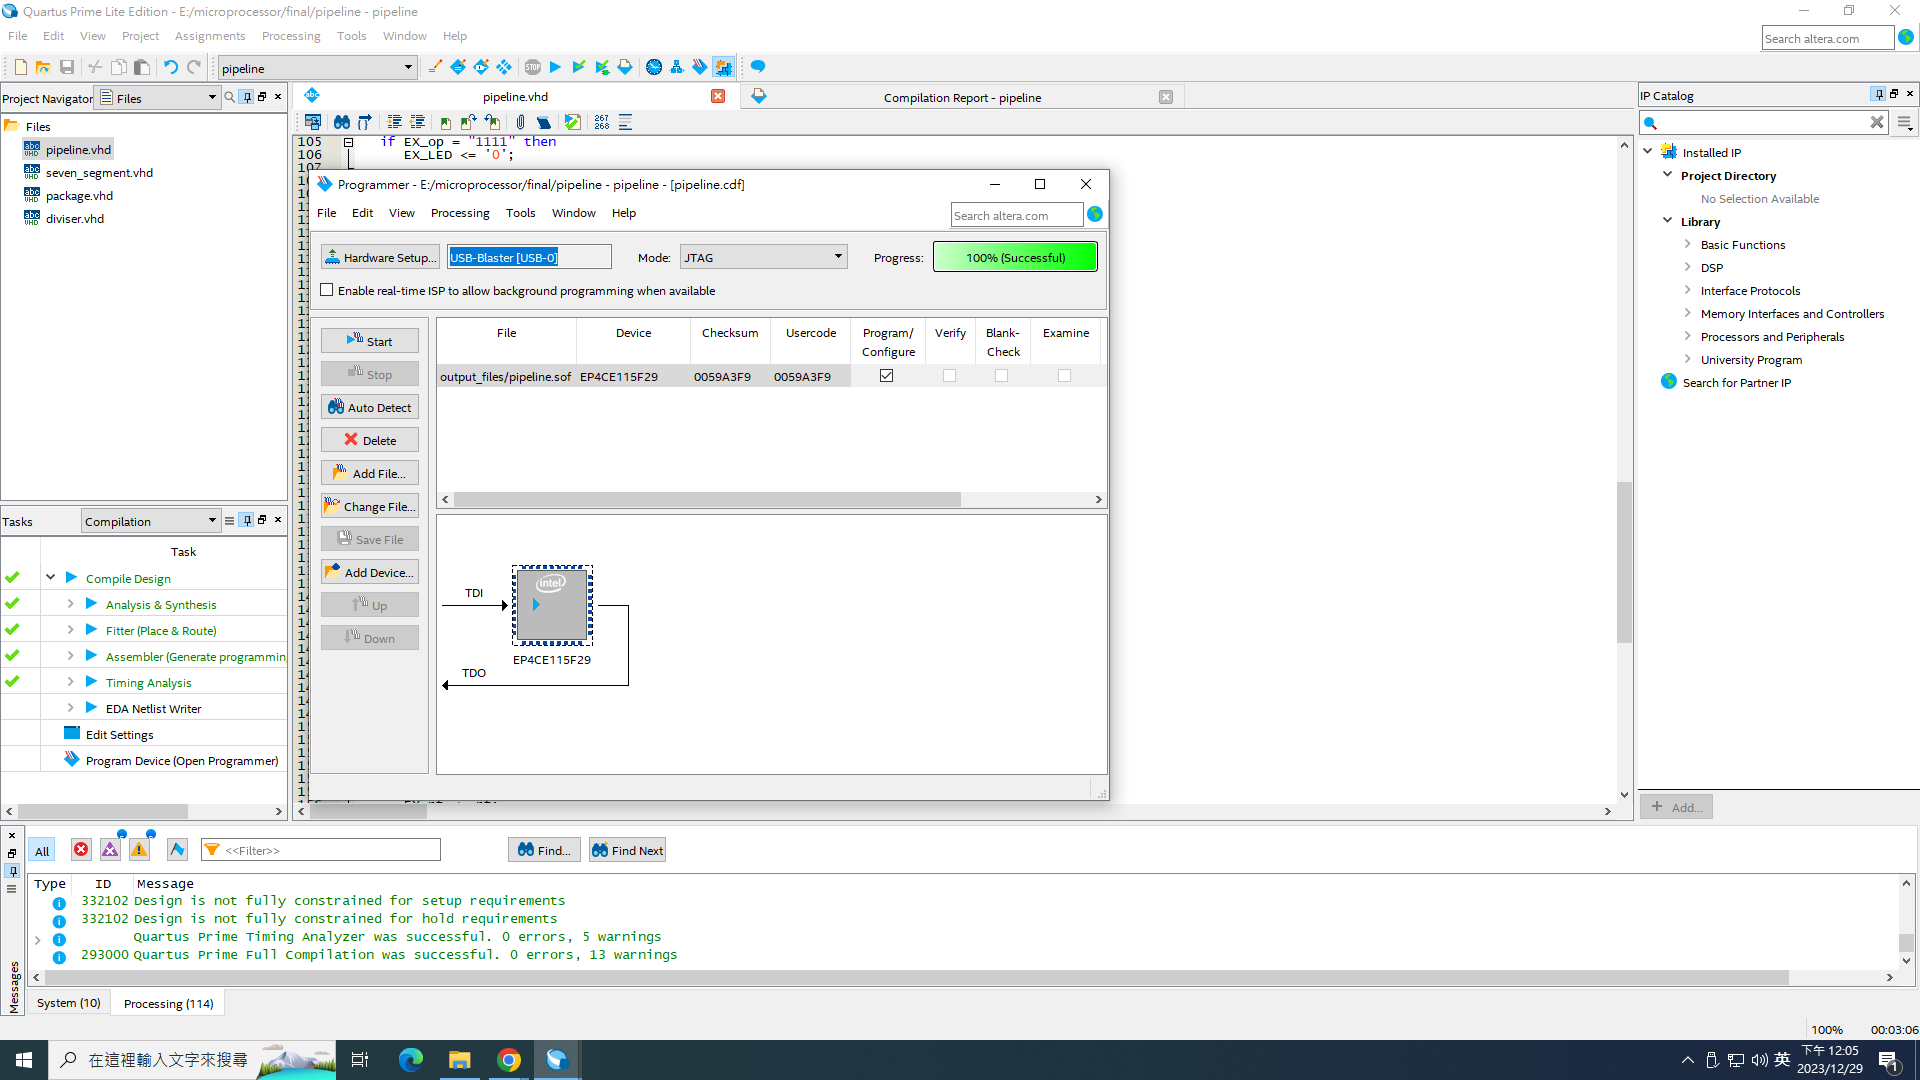 Quartus Prime Lite Edition - E:/microprocessor/final/pipeline - pipeline
File Edit View Project Assignments Processing Tools Window Help
Search altera.com
pipeline
Project Navigator Files
pipeline.vhd
Compilation Report - pipeline
IP Catalog
Files
pipeline.vhd
seven_segment.vhd
package.vhd
diviser.vhd
267
268
105 if EX_op = "1111" then
106 EX_LED <= '0';
107
Programmer - E:/microprocessor/final/pipeline - pipeline - [pipeline.cdf]
File Edit View Processing Tools Window Help
Search altera.com
Hardware Setup... USB-Blaster [USB-0] Mode: JTAG Progress: 100% (Successful)
Enable real-time ISP to allow background programming when available
Start
Stop
Auto Detect
Delete
Add File...
Change File...
Save File
Add Device...
Up
Down
File Device Checksum Usercode Program/ Configure Verify Blank- Check Examine
output_files/pipeline.sof EP4CE115F29 0059A3F9 0059A3F9
TDI
intel
EP4CE115F29
TDO
Installed IP
Project Directory
No Selection Available
Library
Basic Functions
DSP
Interface Protocols
Memory Interfaces and Controllers
Processors and Peripherals
University Program
Search for Partner IP
Add...
Tasks Compilation
Task
Compile Design
Analysis & Synthesis
Fitter (Place & Route)
Assembler (Generate programmin
Timing Analysis
EDA Netlist Writer
Edit Settings
Program Device (Open Programmer)
All <<Filter>> Find... Find Next
Type ID Message
332102 Design is not fully constrained for setup requirements
332102 Design is not fully constrained for hold requirements
Quartus Prime Timing Analyzer was successful. 0 errors, 5 warnings
293000 Quartus Prime Full Compilation was successful. 0 errors, 13 warnings
Messages
System (10) Processing (114)
100% 00:03:06
在這裡輸入文字來搜尋
英
下午 12:05
2023/12/29
1